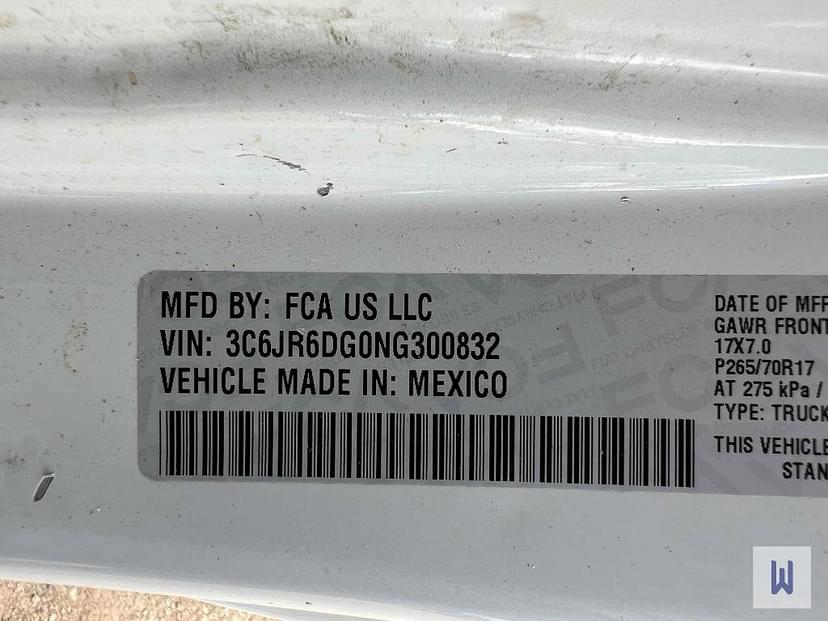 MFD BY: FCA US LLC
VIN: 3C6JR6DG0NG300832
VEHICLE MADE IN: MEXICO
DATE OF MFR
GAWR FRONT
17X7.0
P265/70R17
AT 275 kPa /
TYPE: TRUCK
THIS VEHICLE
STAN
W